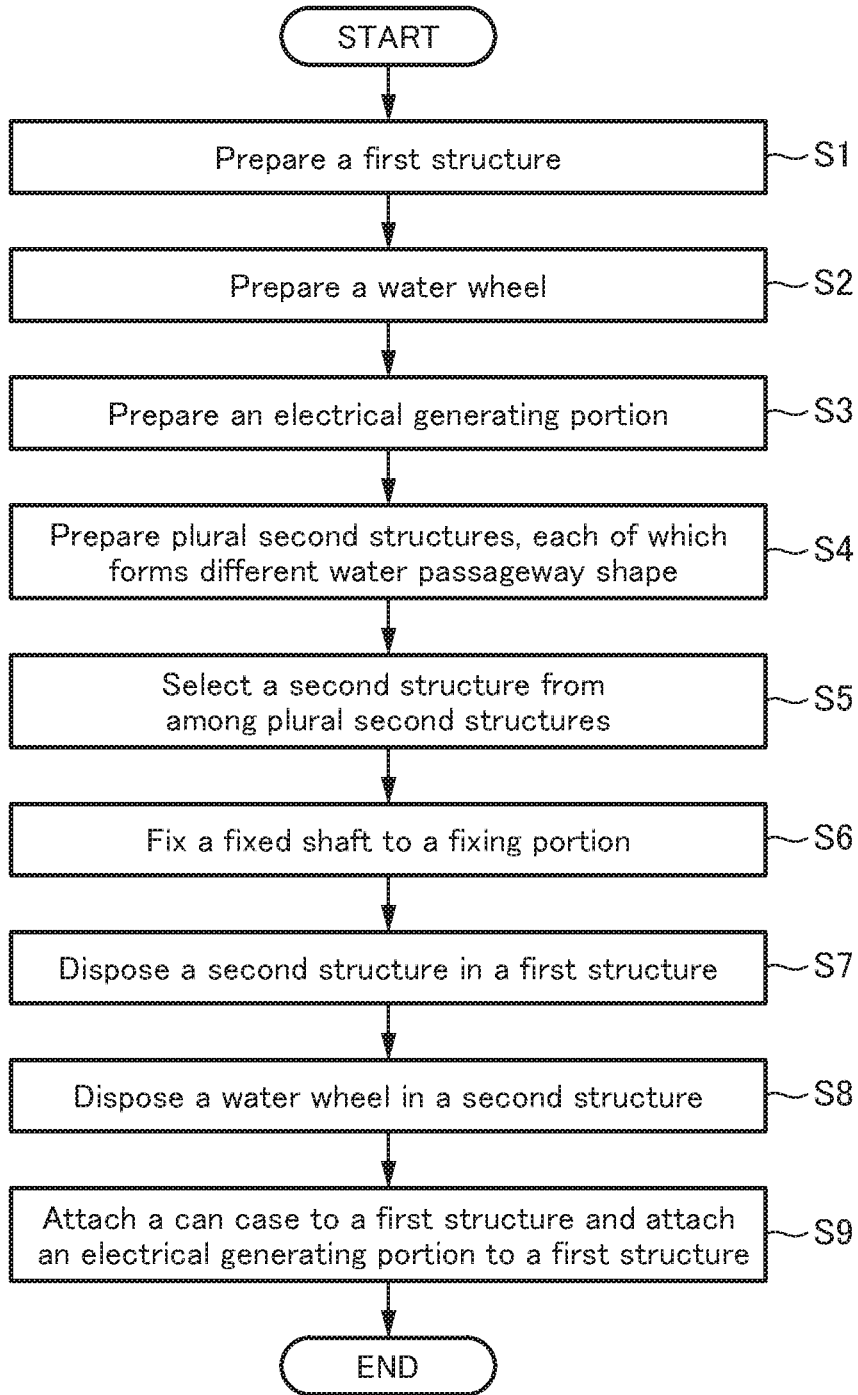 START
Prepare a first structure
S1
Prepare a water wheel
S2
Prepare an electrical generating portion
S3
Prepare plural second structures, each of which
forms different water passageway shape
S4
Select a second structure from
among plural second structures
S5
Fix a fixed shaft to a fixing portion
S6
Dispose a second structure in a first structure
S7
Dispose a water wheel in a second structure
S8
Attach a can case to a first structure and attach
an electrical generating portion to a first structure
S9
END